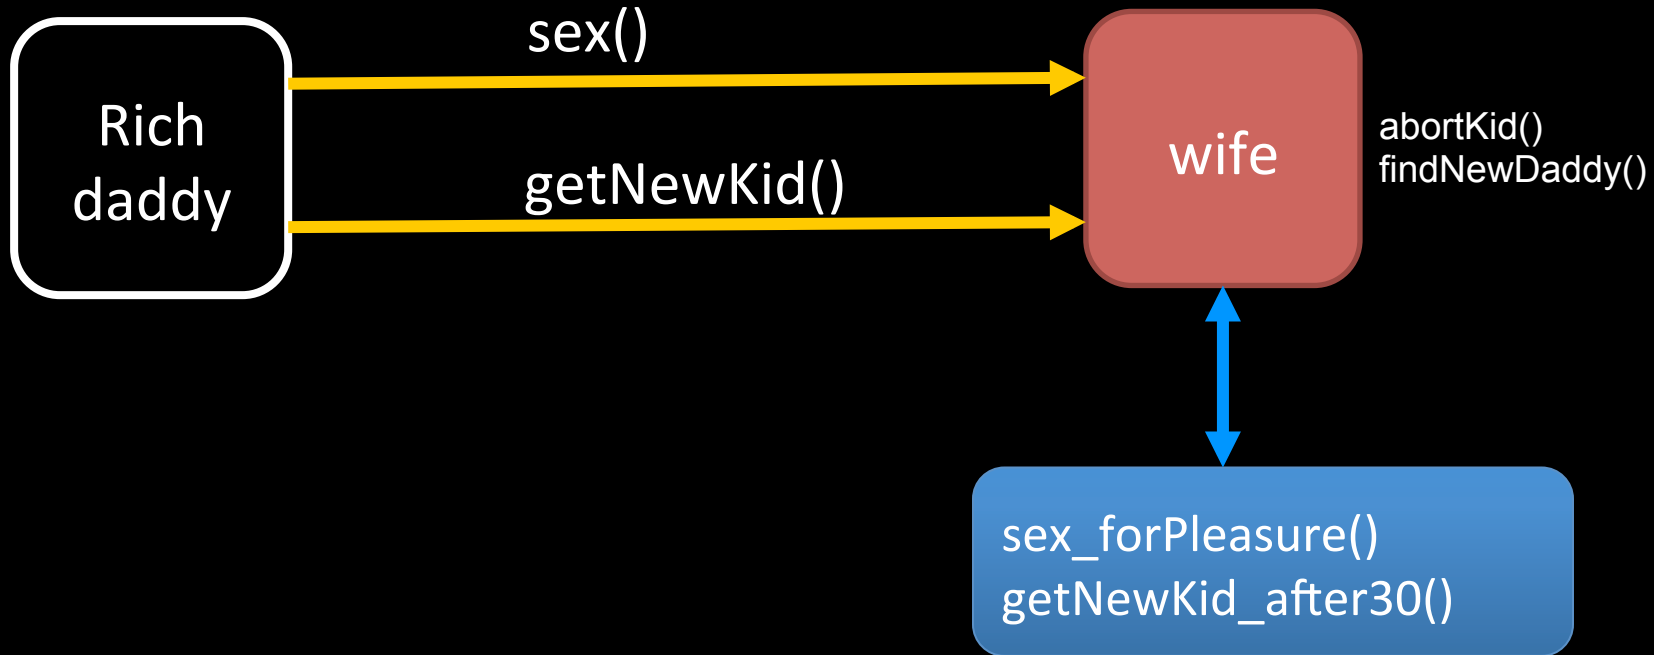 sex()
Rich
daddy
getNewKid()
wife
abortKid()
findNewDaddy()
sex_forPleasure()
getNewKid_after30()